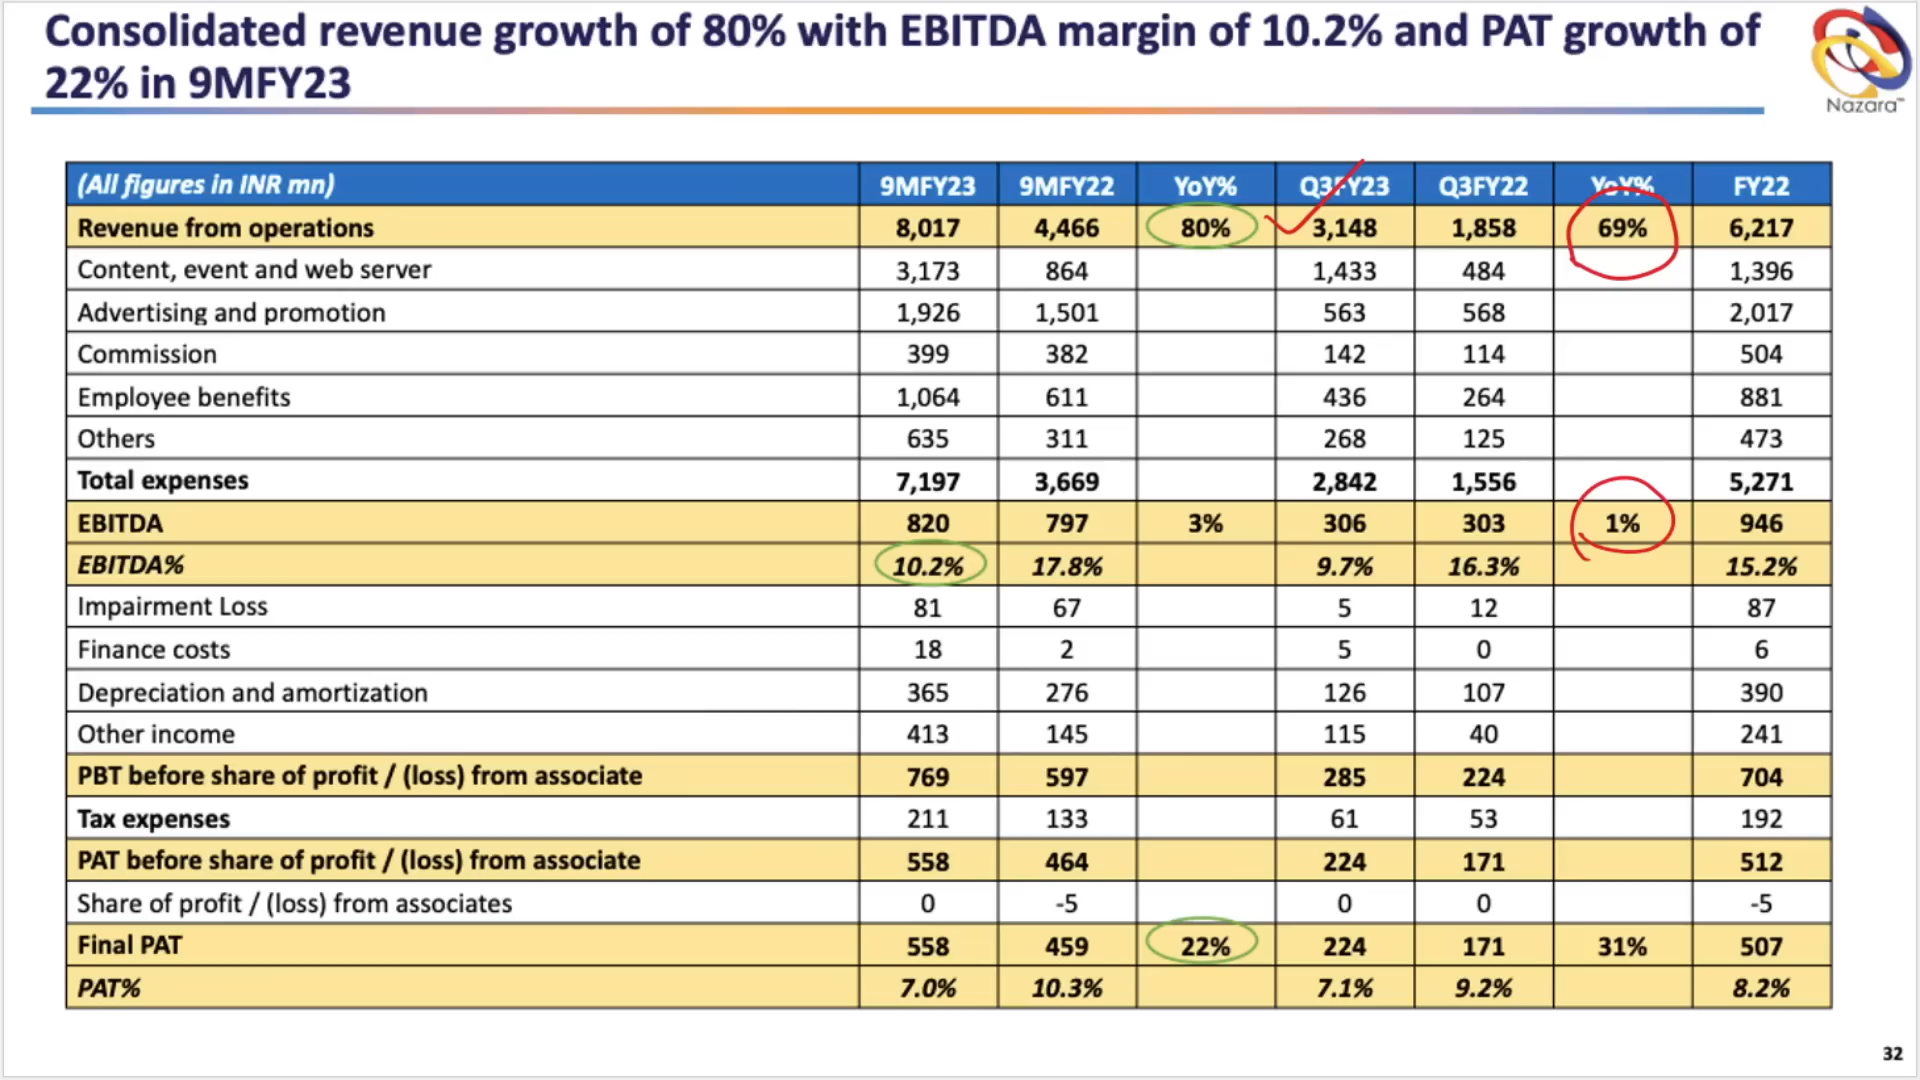 Consolidated revenue growth of 80% with EBITDA margin of 10.2% and PAT growth of
22% in 9MFY23
Nazara™
(All figures in INR mn) 9MFY23 9MFY22 YoY% Q3FY23 Q3FY22 YoY% FY22
Revenue from operations 8,017 4,466 80% 3,148 1,858 69% 6,217
Content, event and web server 3,173 864 1,433 484 1,396
Advertising and promotion 1,926 1,501 563 568 2,017
Commission 399 382 142 114 504
Employee benefits 1,064 611 436 264 881
Others 635 311 268 125 473
Total expenses 7,197 3,669 2,842 1,556 5,271
EBITDA 820 797 3% 306 303 1% 946
EBITDA% 10.2% 17.8% 9.7% 16.3% 15.2%
Impairment Loss 81 67 5 12 87
Finance costs 18 2 5 0 6
Depreciation and amortization 365 276 126 107 390
Other income 413 145 115 40 241
PBT before share of profit / (loss) from associate 769 597 285 224 704
Tax expenses 211 133 61 53 192
PAT before share of profit / (loss) from associate 558 464 224 171 512
Share of profit / (loss) from associates 0 -5 0 0 -5
Final PAT 558 459 22% 224 171 31% 507
PAT% 7.0% 10.3% 7.1% 9.2% 8.2%
32